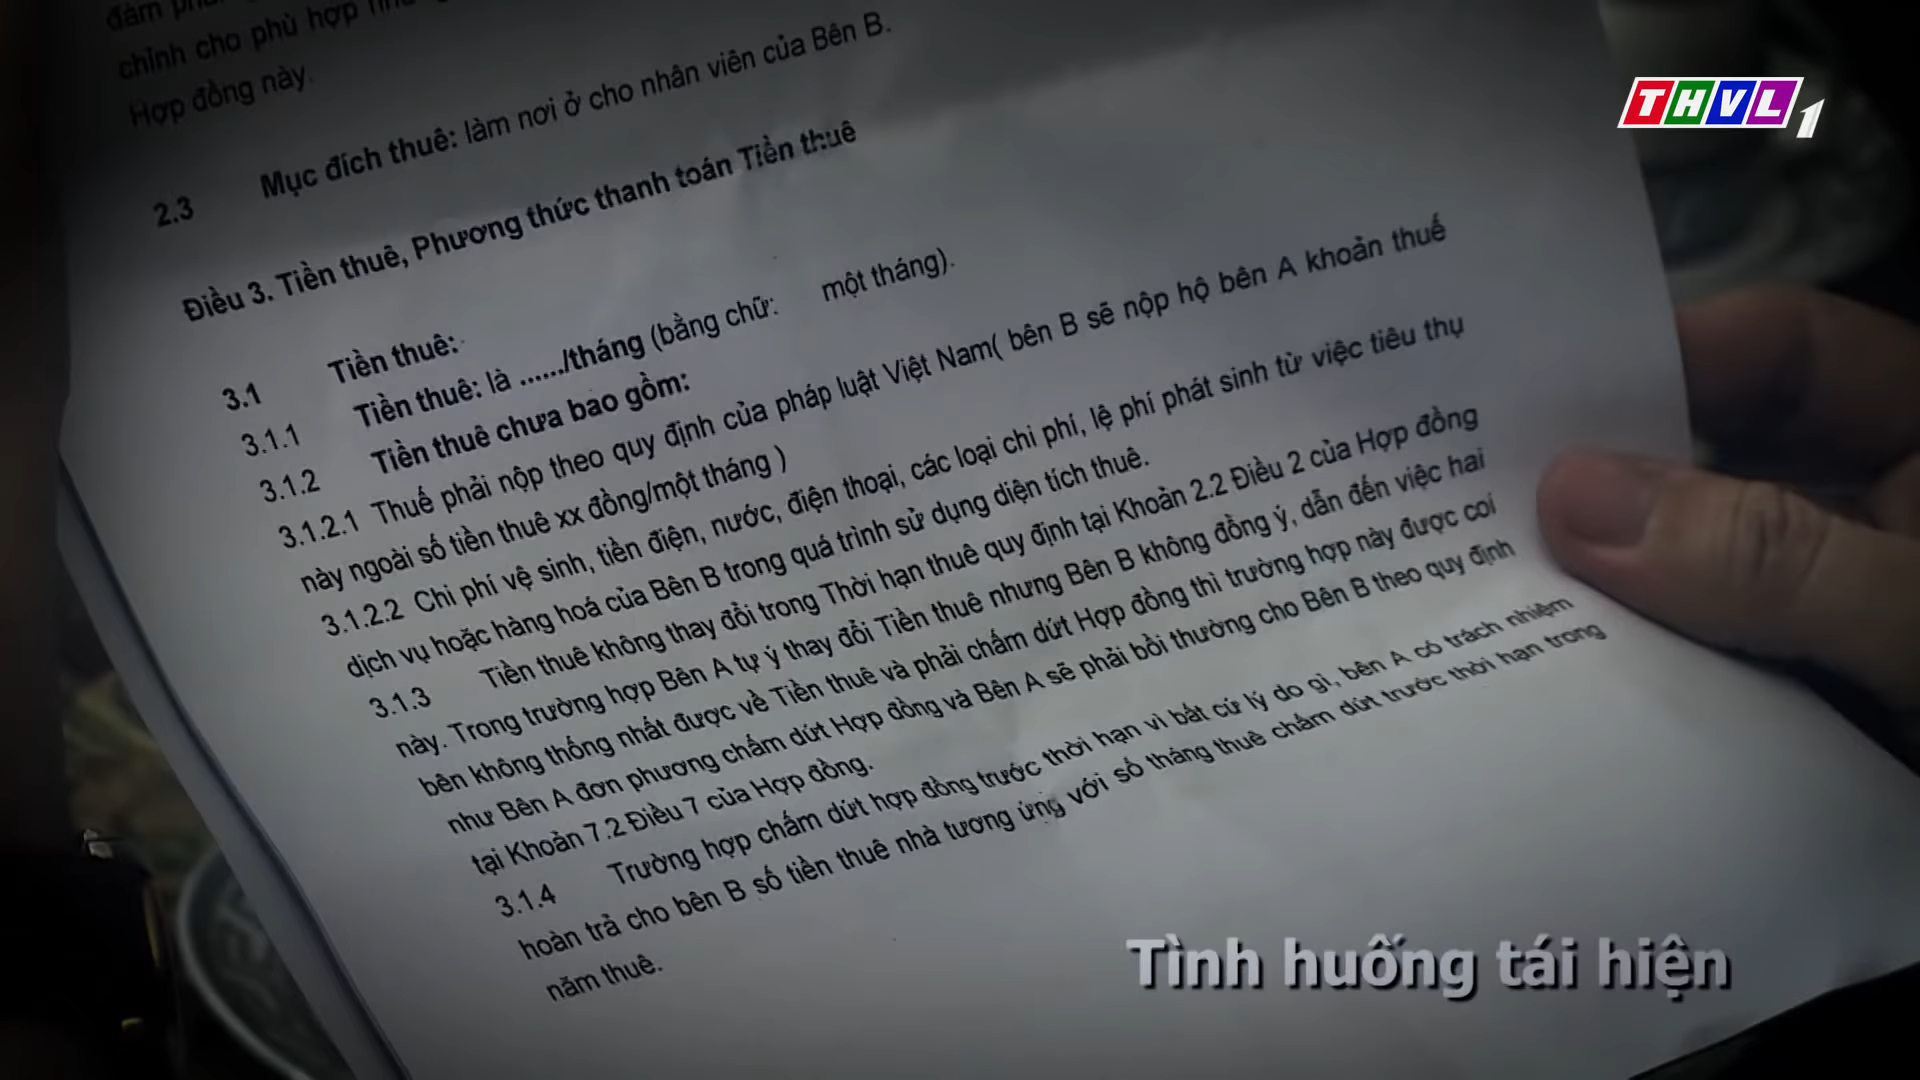 chỉnh cho phù hợp
Hợp đồng này.
2.3 Mục đích thuê: làm nơi ở cho nhân viên của Bên B.
Điều 3. Tiền thuê, Phương thức thanh toán Tiền thuê
3.1 Tiền thuê:
3.1.1 Tiền thuê: là ....../tháng (bằng chữ: một tháng).
3.1.2 Tiền thuê chưa bao gồm:
3.1.2.1 Thuế phải nộp theo quy định của pháp luật Việt Nam( bên B sẽ nộp hộ bên A khoản thuế
này ngoài số tiền thuê xx đồng/một tháng )
3.1.2.2 Chi phí vệ sinh, tiền điện, nước, điện thoại, các loại chi phí, lệ phí phát sinh từ việc tiêu thụ
dịch vụ hoặc hàng hoá của Bên B trong quá trình sử dụng diện tích thuê.
3.1.3 Tiền thuê không thay đổi trong Thời hạn thuê quy định tại Khoản 2.2 Điều 2 của Hợp đồng
này. Trong trường hợp Bên A tự ý thay đổi Tiền thuê nhưng Bên B không đồng ý, dẫn đến việc hai
bên không thống nhất được về Tiền thuê và phải chấm dứt Hợp đồng thì trường hợp này được coi
như Bên A đơn phương chấm dứt Hợp đồng và Bên A sẽ phải bồi thường cho Bên B theo quy định
tại Khoản 7.2 Điều 7 của Hợp đồng.
3.1.4 Trường hợp chấm dứt hợp đồng trước thời hạn vì bất cứ lý do gì, bên A có trách nhiệm
hoàn trả cho bên B số tiền thuê nhà tương ứng với số tháng thuê chấm dứt trước thời hạn trong
năm thuê.
THVL1
Tình huống tái hiện